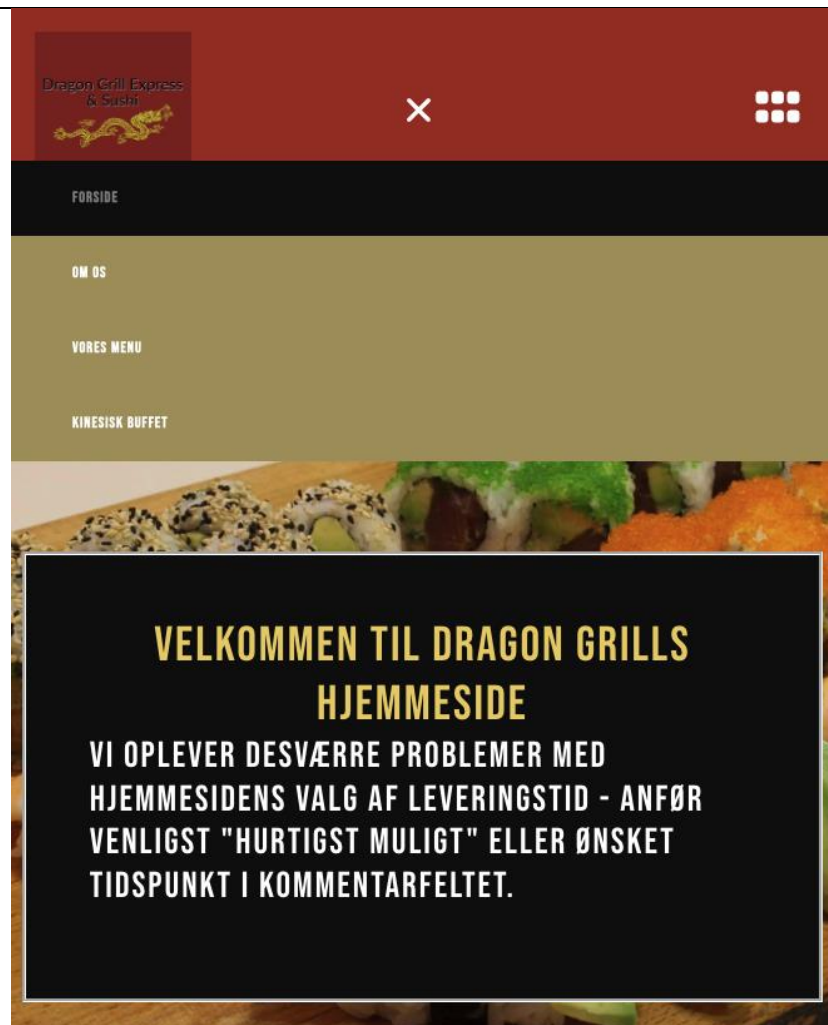 Dragon Grill Express
& Sushi
FORSIDE
OM OS
VORES MENU
KINESISK BUFFET
VELKOMMEN TIL DRAGON GRILLS
HJEMMESIDE
VI OPLEVER DESVÆRRE PROBLEMER MED
HJEMMESIDENS VALG AF LEVERINGSTID - ANFØR
VENLIGST "HURTIGST MULIGT" ELLER ØNSKET
TIDSPUNKT I KOMMENTARFELTET.